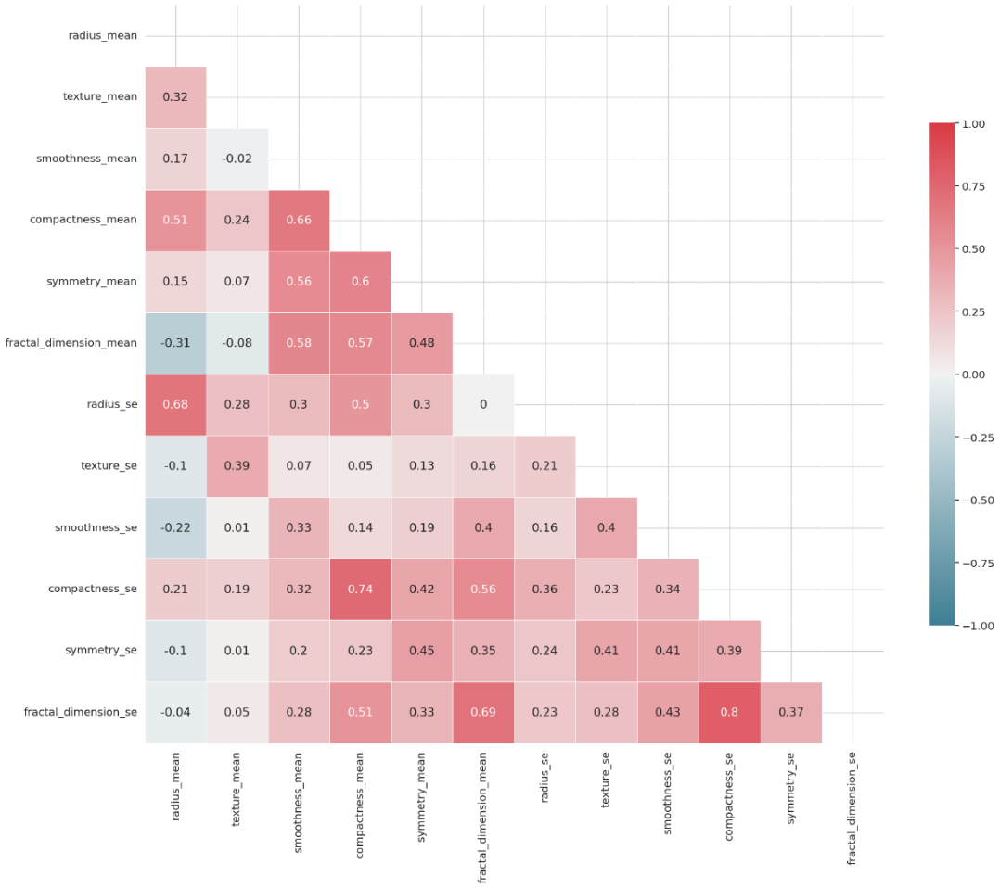 radius_mean
texture_mean 0.32
smoothness_mean 0.17 -0.02
compactness_mean 0.51 0.24 0.66
symmetry_mean 0.15 0.07 0.56 0.6
fractal_dimension_mean -0.31 -0.08 0.58 0.57 0.48
radius_se 0.68 0.28 0.3 0.5 0.3 0
texture_se -0.1 0.39 0.07 0.05 0.13 0.16 0.21
smoothness_se -0.22 0.01 0.33 0.14 0.19 0.4 0.16 0.4
compactness_se 0.21 0.19 0.32 0.74 0.42 0.56 0.36 0.23 0.34
symmetry_se -0.1 0.01 0.2 0.23 0.45 0.35 0.24 0.41 0.41 0.39
fractal_dimension_se -0.04 0.05 0.28 0.51 0.33 0.69 0.23 0.28 0.43 0.8 0.37
radius_mean
texture_mean
smoothness_mean
compactness_mean
symmetry_mean
fractal_dimension_mean
radius_se
texture_se
smoothness_se
compactness_se
symmetry_se
fractal_dimension_se
1.00
0.75
0.50
0.25
0.00
−0.25
−0.50
−0.75
−1.00